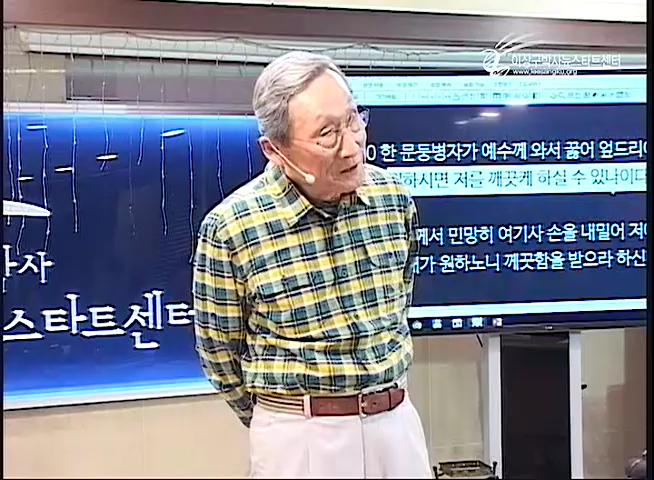 이상구박사뉴스타트센터
www.leesangku.org
0 한 문둥병자가 예수께 와서 꿇어 엎드리
하시면 저를 깨끗케 하실 수 있나이다
께서 민망히 여기사 손을 내밀어 저
가 원하노니 깨끗함을 받으라 하신
박사
스타트센터